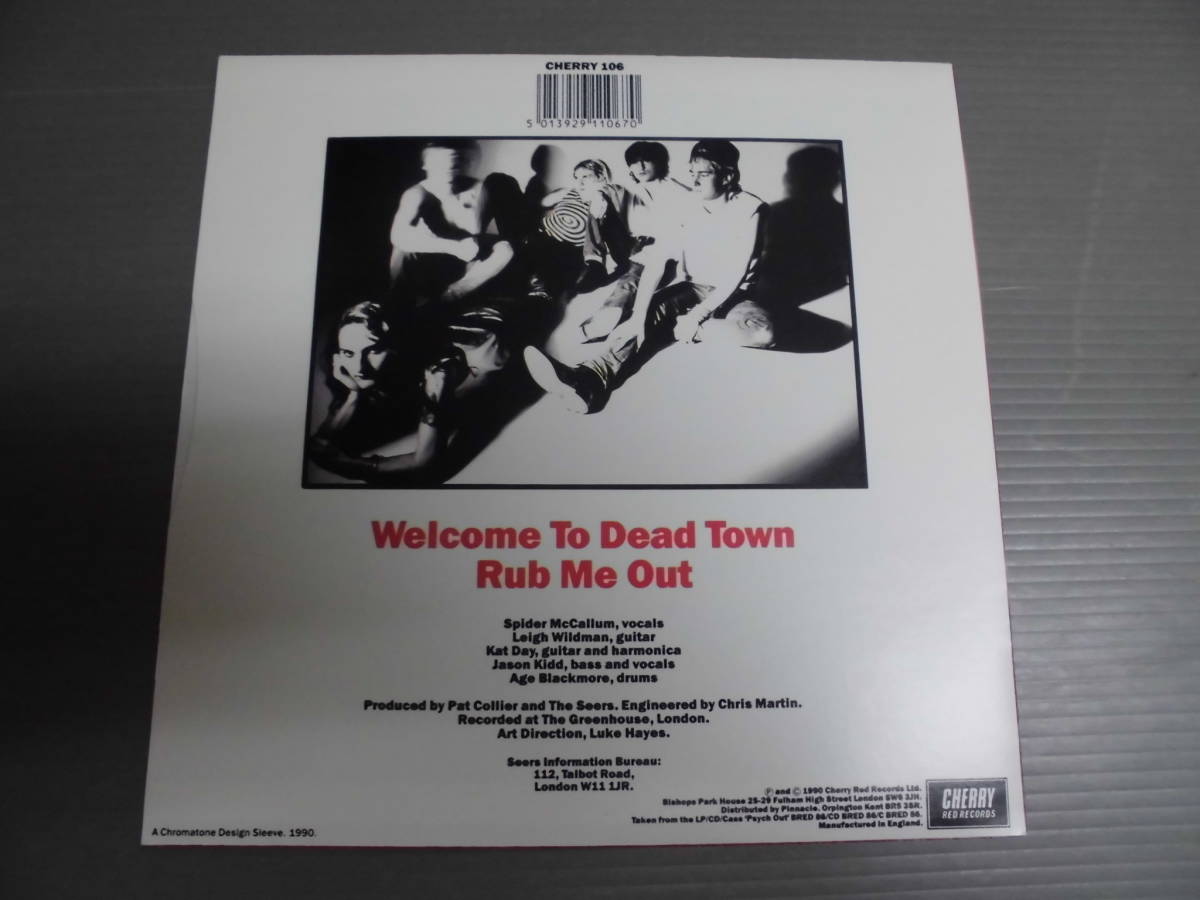 CHERRY 106
5 013929 110670
Welcome To Dead Town
Rub Me Out
Spider McCallum, vocals
Leigh Wildman, guitar
Kat Day, guitar and harmonica
Jason Kidd, bass and vocals
Age Blackmore, drums
Produced by Pat Collier and The Seers. Engineered by Chris Martin.
Recorded at The Greenhouse, London.
Art Direction, Luke Hayes.
Seers Information Bureau:
112, Talbot Road,
London W11 1JR.
℗ and © 1990 Cherry Red Records Ltd.
Bishops Park House 25-29 Fulham High Street London SW6 3JH.
Distributed by Pinnacle. Orpington Kent BR5 3SR.
Taken from the LP/CD/Cass 'Psych Out' BRED 86/CD BRED 86/C BRED 86.
Manufactured in England.
CHERRY
RED RECORDS
A Chromatone Design Sleeve. 1990.